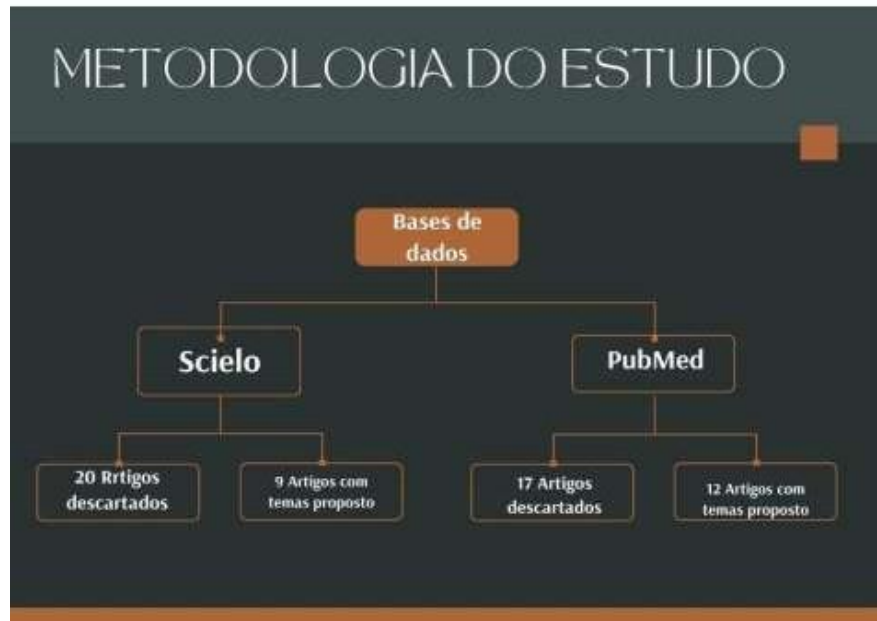 METODOLOGIA DO ESTUDO
Bases de
dados
Scielo
PubMed
20 Rrtigos
descartados
9 Artigos com
temas proposto
17 Artigos
descartados
12 Artigos com
temas proposto